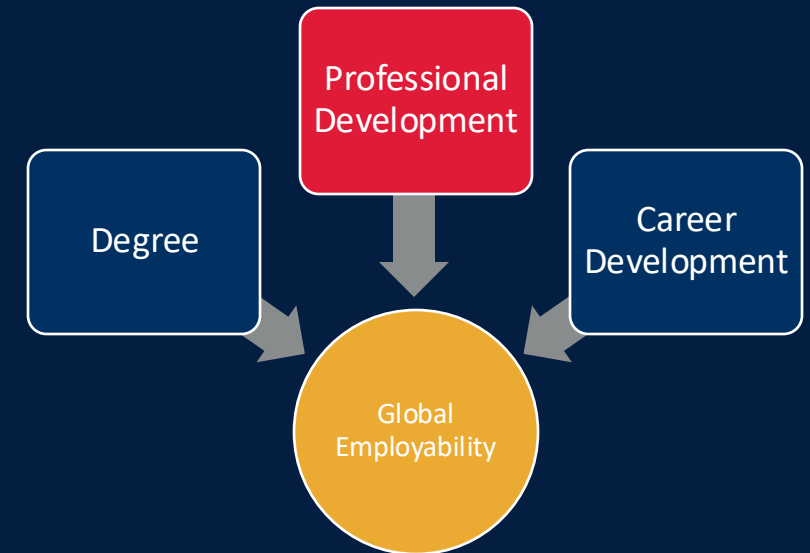 Professional
Development
Degree
Career
Development
Global
Employability